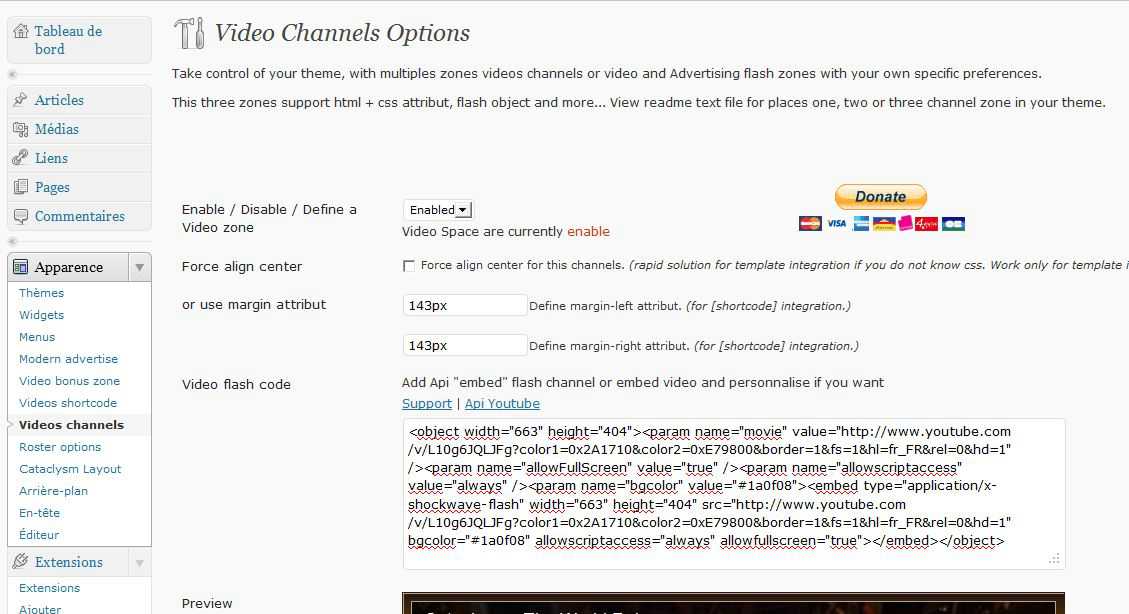 Tableau de
bord
Articles
Médias
Liens
Pages
Commentaires
Apparence
Thèmes
Widgets
Menus
Modern advertise
Video bonus zone
Videos shortcode
Videos channels
Roster options
Cataclysm Layout
Arrière-plan
En-tête
Éditeur
Extensions
Extensions
Ajouter
Video Channels Options
Take control of your theme, with multiples zones videos channels or video and Advertising flash zones with your own specific preferences.
This three zones support html + css attribut, flash object and more... View readme text file for places one, two or three channel zone in your theme.
Donate
VISA
Enable / Disable / Define a
Video zone
Enabled
Video Space are currently enable
Force align center
Force align center for this channels. (rapid solution for template integration if you do not know css. Work only for template i
or use margin attribut
143px Define margin-left attribut. (for [shortcode] integration.)
143px Define margin-right attribut. (for [shortcode] integration.)
Video flash code
Add Api "embed" flash channel or embed video and personnalise if you want
Support | Api Youtube
<object width="663" height="404"><param name="movie" value="http://www.youtube.com
/v/L10g6JQLJFg?color1=0x2A1710&color2=0xE79800&border=1&fs=1&hl=fr_FR&rel=0&hd=1"
/><param name="allowFullScreen" value="true" /><param name="allowscriptaccess"
value="always" /><param name="bgcolor" value="#1a0f08"><embed type="application/x-
shockwave-flash" width="663" height="404" src="http://www.youtube.com
/v/L10g6JQLJFg?color1=0x2A1710&color2=0xE79800&border=1&fs=1&hl=fr_FR&rel=0&hd=1"
bgcolor="#1a0f08" allowscriptaccess="always" allowfullscreen="true"></embed></object>
Preview